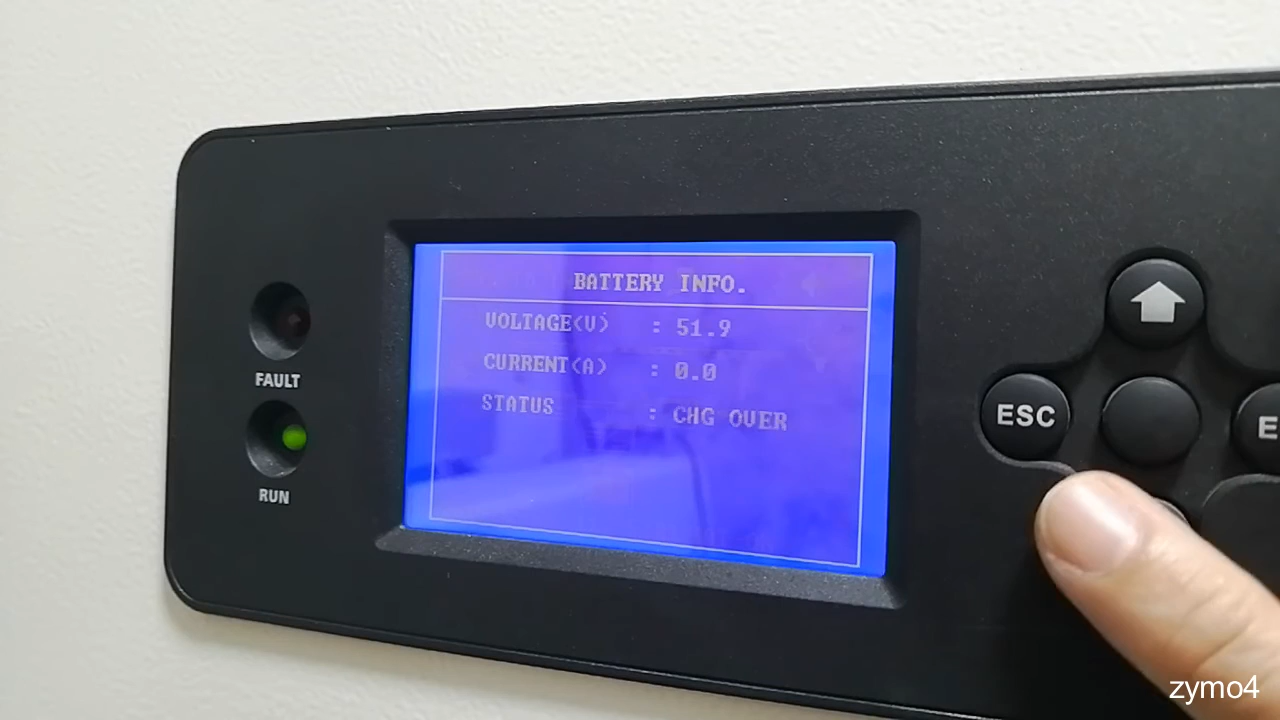 BATTERY INFO.
VOLTAGE(V) : 51.9
CURRENT(A) : 0.0
STATUS : CHG OVER
FAULT
RUN
ESC
E
zymo4